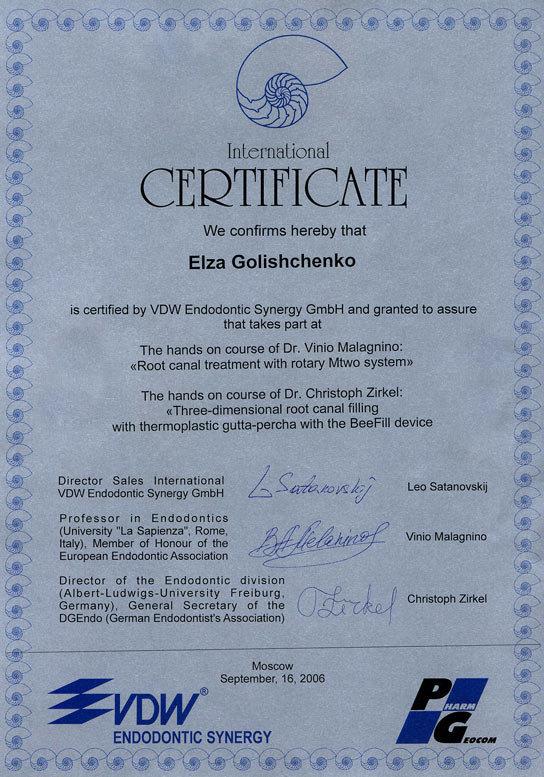 International
CERTIFICATE
We confirms hereby that
Elza Golishchenko
is certified by VDW Endodontic Synergy GmbH and granted to assure
that takes part at
The hands on course of Dr. Vinio Malagnino:
«Root canal treatment with rotary Mtwo system»
The hands on course of Dr. Christoph Zirkel:
«Three-dimensional root canal filling
with thermoplastic gutta-percha with the BeeFill device
Director Sales International
VDW Endodontic Synergy GmbH
L Satanovskij
Leo Satanovskij
Professor in Endodontics
(University "La Sapienza", Rome,
Italy), Member of Honour of the
European Endodontic Association
Vinio Malagnino
Director of the Endodontic division
(Albert-Ludwigs-University Freiburg,
Germany), General Secretary of the
DGEndo (German Endodontist's Association)
Zirkel
Christoph Zirkel
Moscow
September, 16, 2006
VDW®
ENDODONTIC SYNERGY
PHARM
GEOCOM